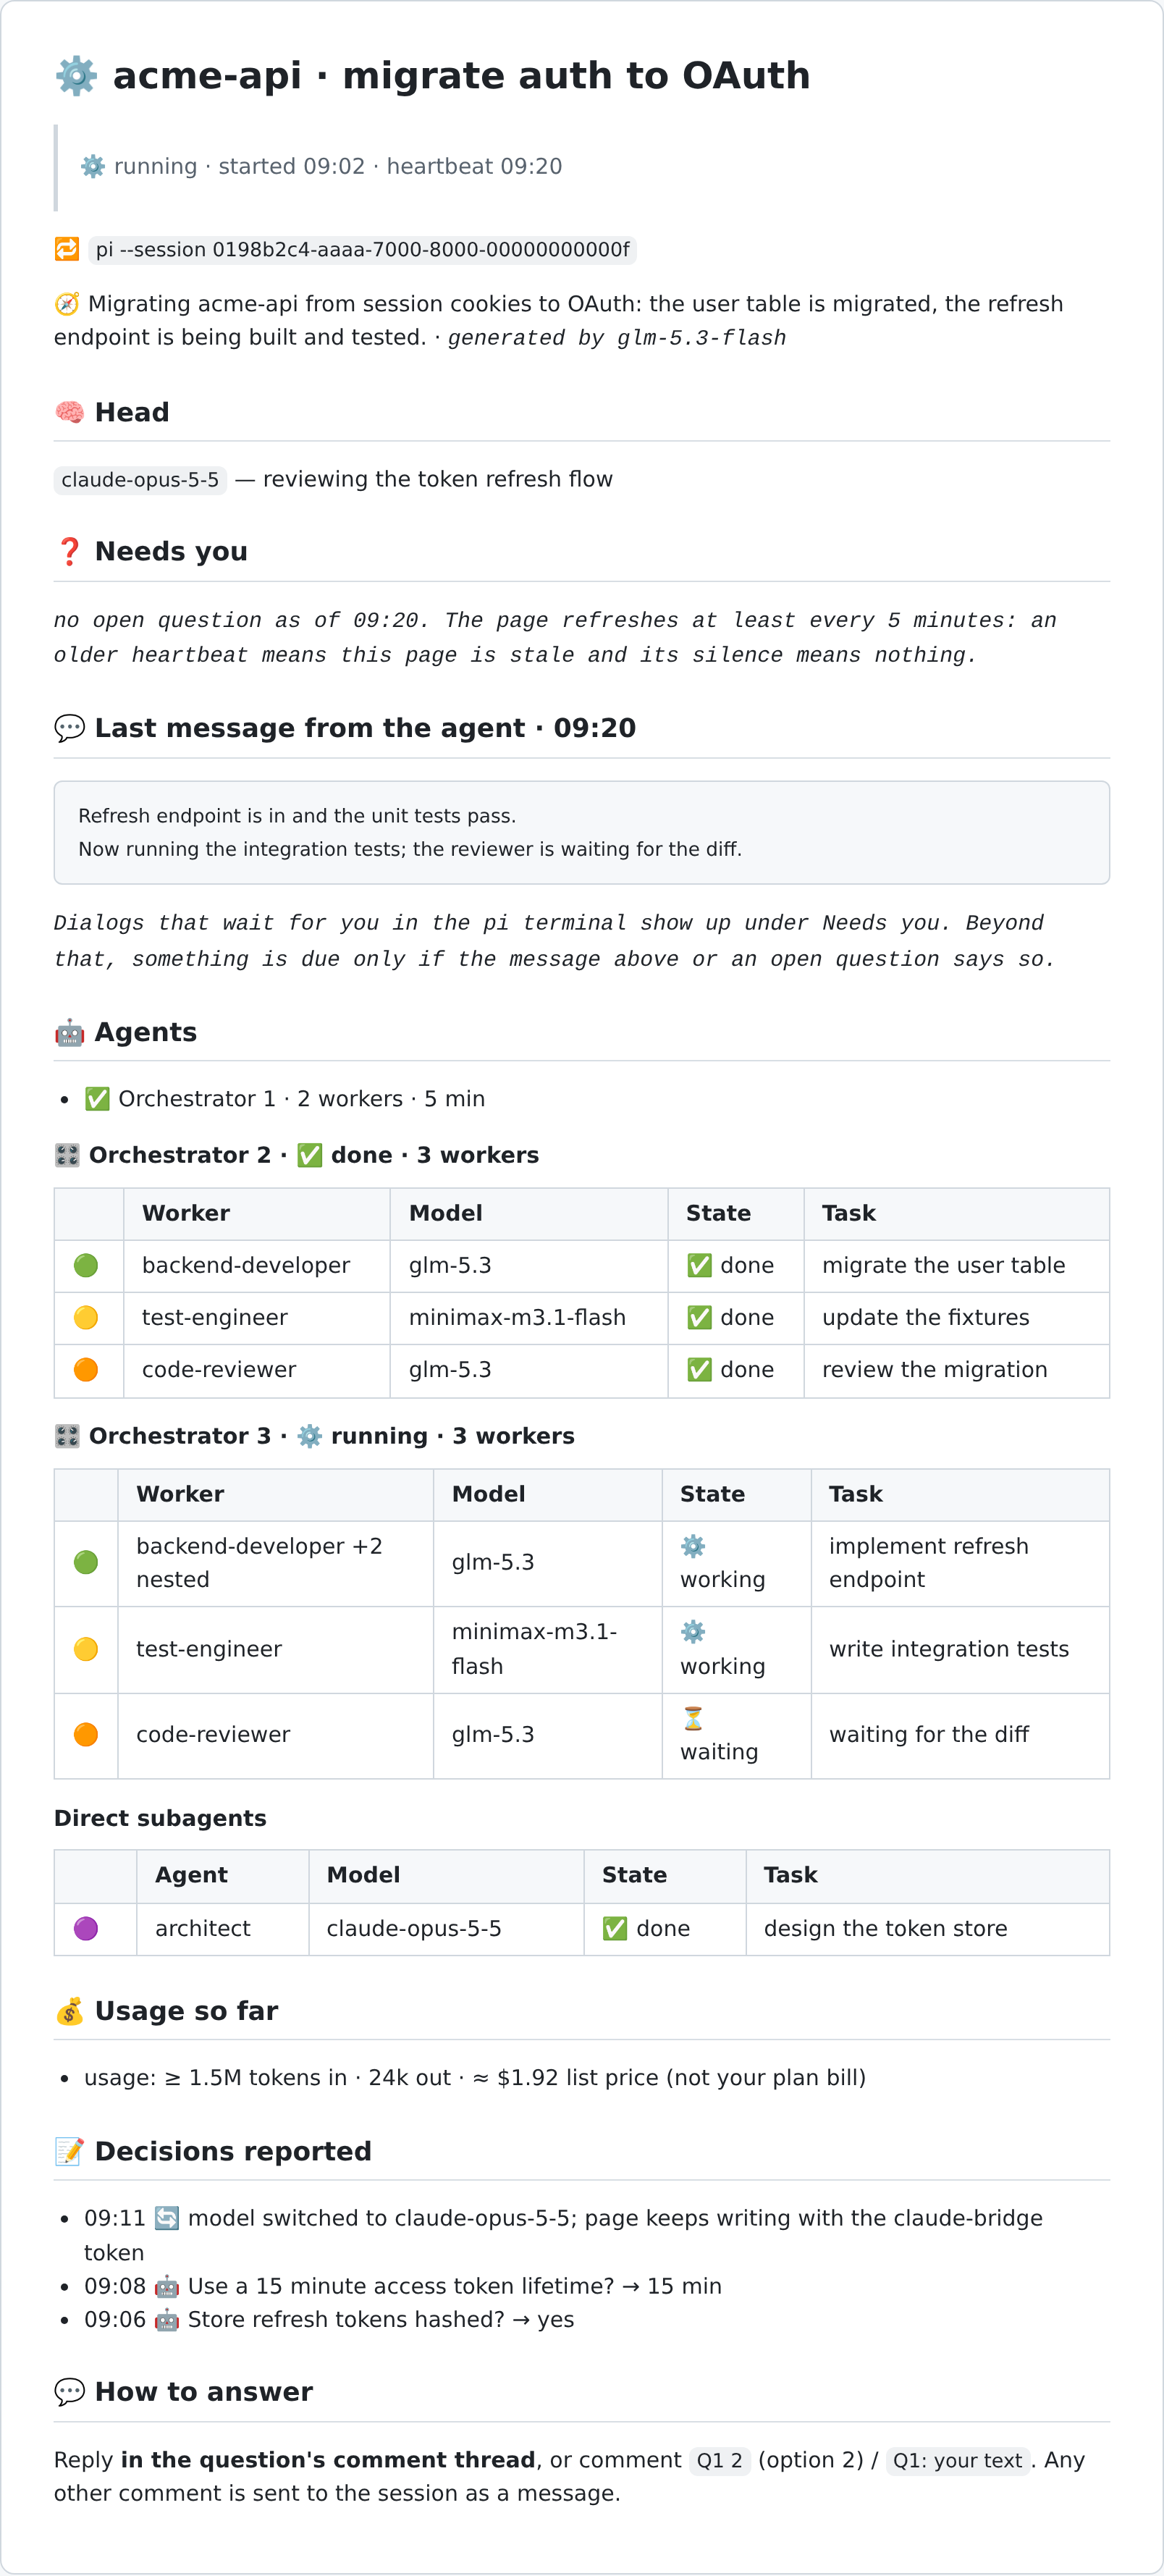 ⚙️ acme-api · migrate auth to OAuth
⚙️ running · started 09:02 · heartbeat 09:20
🔁 pi --session 0198b2c4-aaaa-7000-8000-00000000000f
🧭 Migrating acme-api from session cookies to OAuth: the user table is migrated, the refresh
endpoint is being built and tested. · generated by glm-5.3-flash
🧠 Head
claude-opus-5-5 — reviewing the token refresh flow
❓ Needs you
no open question as of 09:20. The page refreshes at least every 5 minutes: an
older heartbeat means this page is stale and its silence means nothing.
💬 Last message from the agent · 09:20
Refresh endpoint is in and the unit tests pass.
Now running the integration tests; the reviewer is waiting for the diff.
Dialogs that wait for you in the pi terminal show up under Needs you. Beyond
that, something is due only if the message above or an open question says so.
🤖 Agents
• ✅ Orchestrator 1 · 2 workers · 5 min
🎛️ Orchestrator 2 · ✅ done · 3 workers
Worker Model State Task
🟢 backend-developer glm-5.3 ✅ done migrate the user table
🟡 test-engineer minimax-m3.1-flash ✅ done update the fixtures
🟠 code-reviewer glm-5.3 ✅ done review the migration
🎛️ Orchestrator 3 · ⚙️ running · 3 workers
Worker Model State Task
🟢 backend-developer +2
nested glm-5.3 ⚙️
working implement refresh
endpoint
🟡 test-engineer minimax-m3.1-
flash ⚙️
working write integration tests
🟠 code-reviewer glm-5.3 ⏳
waiting waiting for the diff
Direct subagents
Agent Model State Task
🟣 architect claude-opus-5-5 ✅ done design the token store
💰 Usage so far
• usage: ≥ 1.5M tokens in · 24k out · ≈ $1.92 list price (not your plan bill)
📝 Decisions reported
• 09:11 🔄 model switched to claude-opus-5-5; page keeps writing with the claude-bridge
token
• 09:08 🤖 Use a 15 minute access token lifetime? → 15 min
• 09:06 🤖 Store refresh tokens hashed? → yes
💬 How to answer
Reply in the question's comment thread, or comment Q1 2 (option 2) / Q1: your text. Any
other comment is sent to the session as a message.